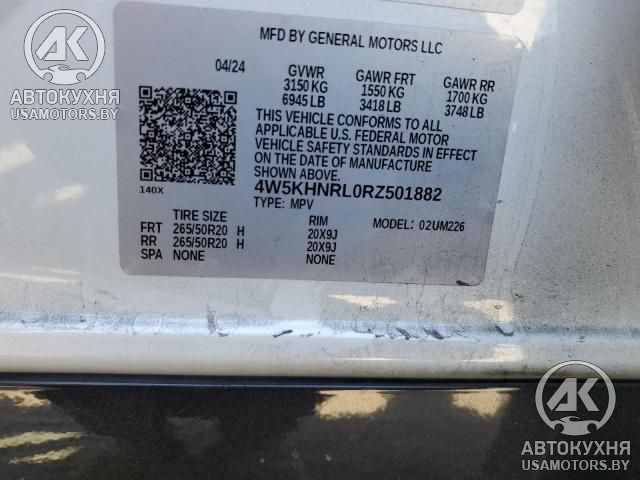 AK
АВТОКУХНЯ
USAMOTORS.BY
MFD BY GENERAL MOTORS LLC
04/24 GVWR GAWR FRT GAWR RR
3150 KG 1550 KG 1700 KG
6945 LB 3418 LB 3748 LB
THIS VEHICLE CONFORMS TO ALL
APPLICABLE U.S. FEDERAL MOTOR
VEHICLE SAFETY STANDARDS IN EFFECT
ON THE DATE OF MANUFACTURE
SHOWN ABOVE.
140X
4W5KHNRL0RZ501882
TYPE: MPV MODEL: 02UM226
TIRE SIZE RIM
FRT 265/50R20 H 20X9J
RR 265/50R20 H 20X9J
SPA NONE NONE
AK
АВТОКУХНЯ
USAMOTORS.BY